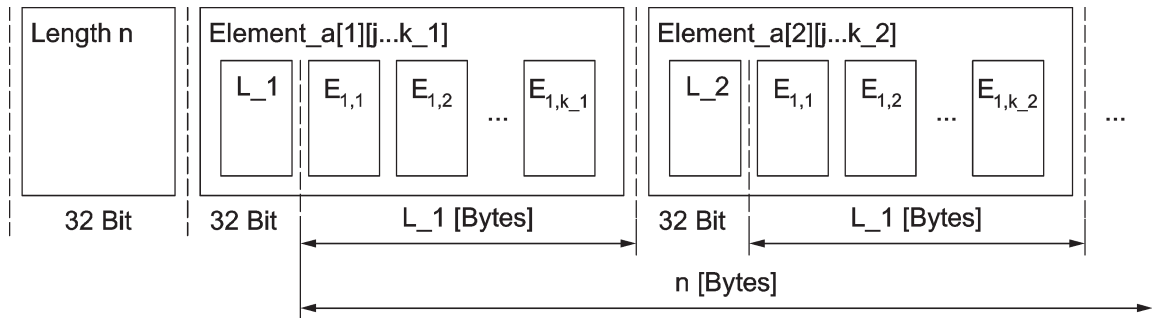 Length n
Element_a[1][j...k_1]
Element_a[2][j...k_2]
L_1 E1,1 E1,2 ... E1,k_1
L_2 E1,1 E1,2 ... E1,k_2 ...
32 Bit 32 Bit L_1 [Bytes] 32 Bit L_1 [Bytes]
n [Bytes]